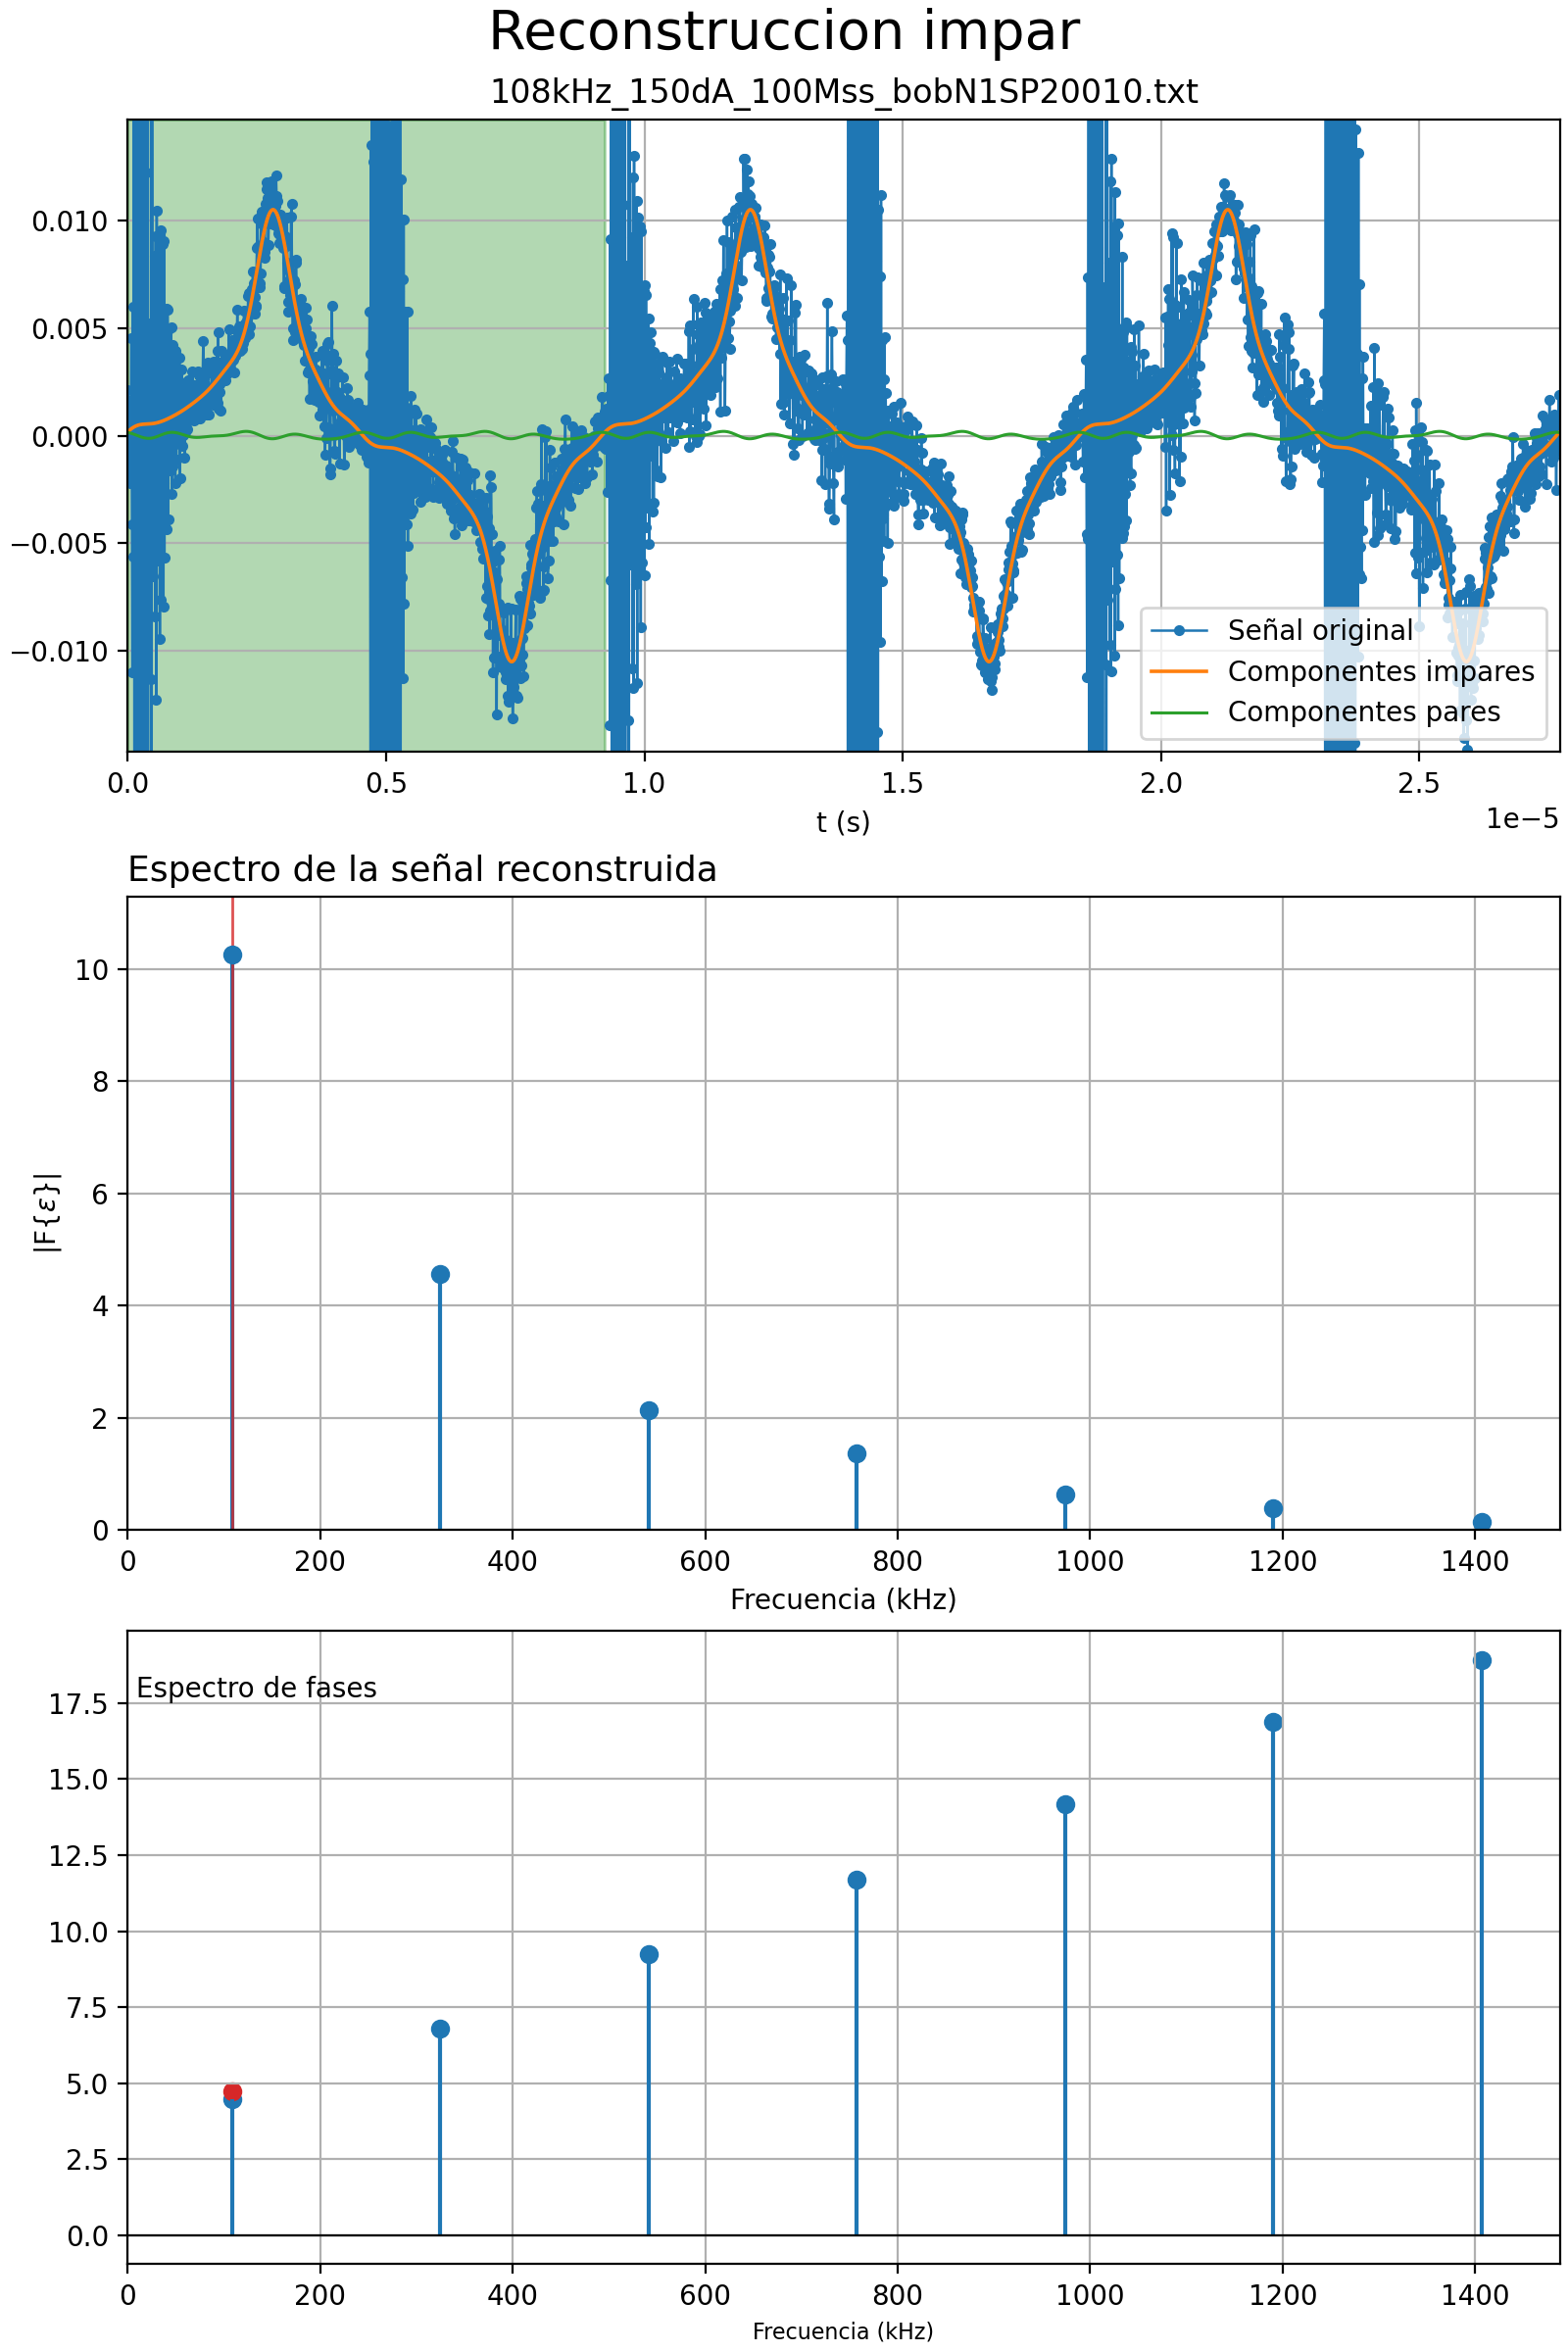 Reconstruccion impar
108kHz_150dA_100Mss_bobN1SP20010.txt
0.010
0.005
0.000
−0.005
−0.010
Señal original
Componentes impares
Componentes pares
0.0 0.5 1.0 1.5 2.0 2.5
1e−5
t (s)
Espectro de la señal reconstruida
10
8
6
4
2
0
|F{ε}|
0 200 400 600 800 1000 1200 1400
Frecuencia (kHz)
Espectro de fases
17.5
15.0
12.5
10.0
7.5
5.0
2.5
0.0
0 200 400 600 800 1000 1200 1400
Frecuencia (kHz)